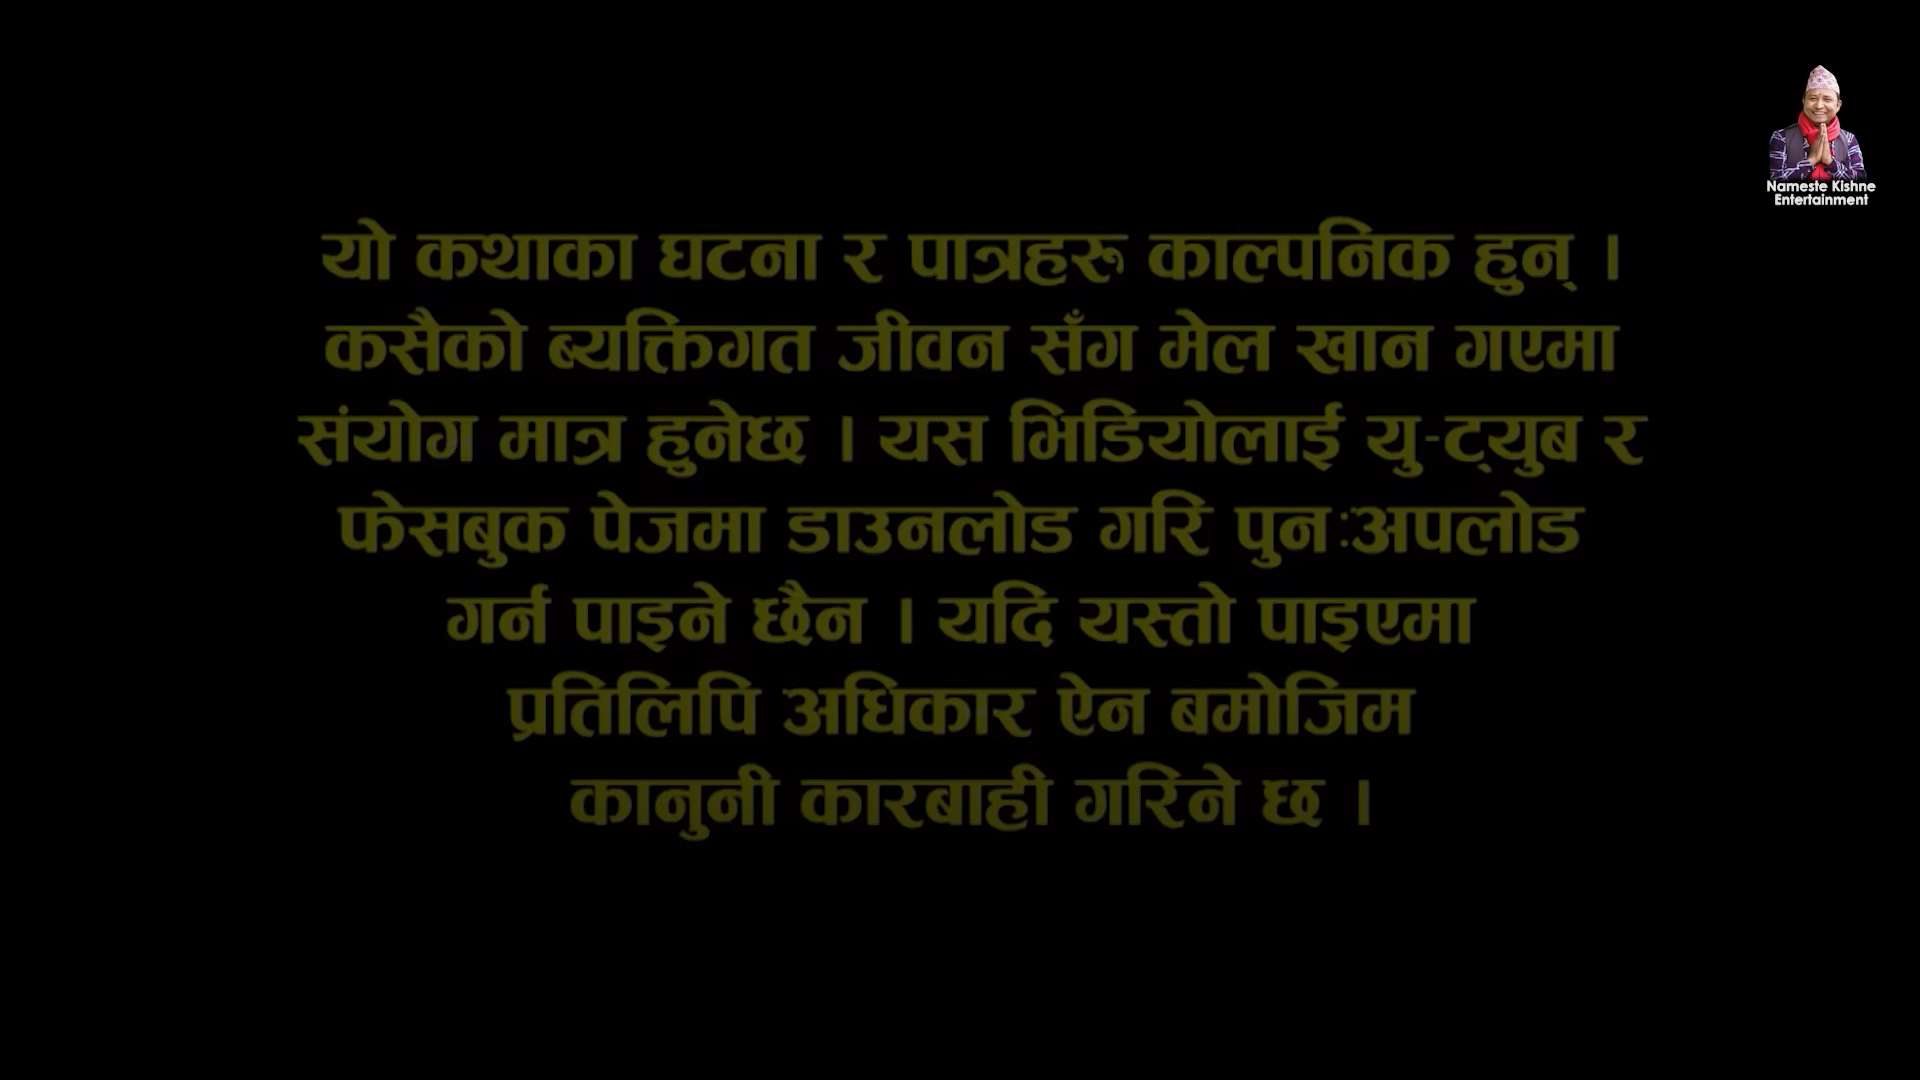 Nameste Kishne
Entertainment
यो कथाका घटना र पात्रहरू काल्पनिक हुन् ।
कसैको ब्यक्तिगत जीवन सँग मेल खान गएमा
संयोग मात्र हुनेछ । यस भिडियोलाई यु-ट्युब र
फेसबुक पेजमा डाउनलोड गरि पुनःअपलोड
गर्न पाइने छैन । यदि यस्तो पाइएमा
प्रतिलिपि अधिकार ऐन बमोजिम
कानुनी कारबाही गरिने छ ।